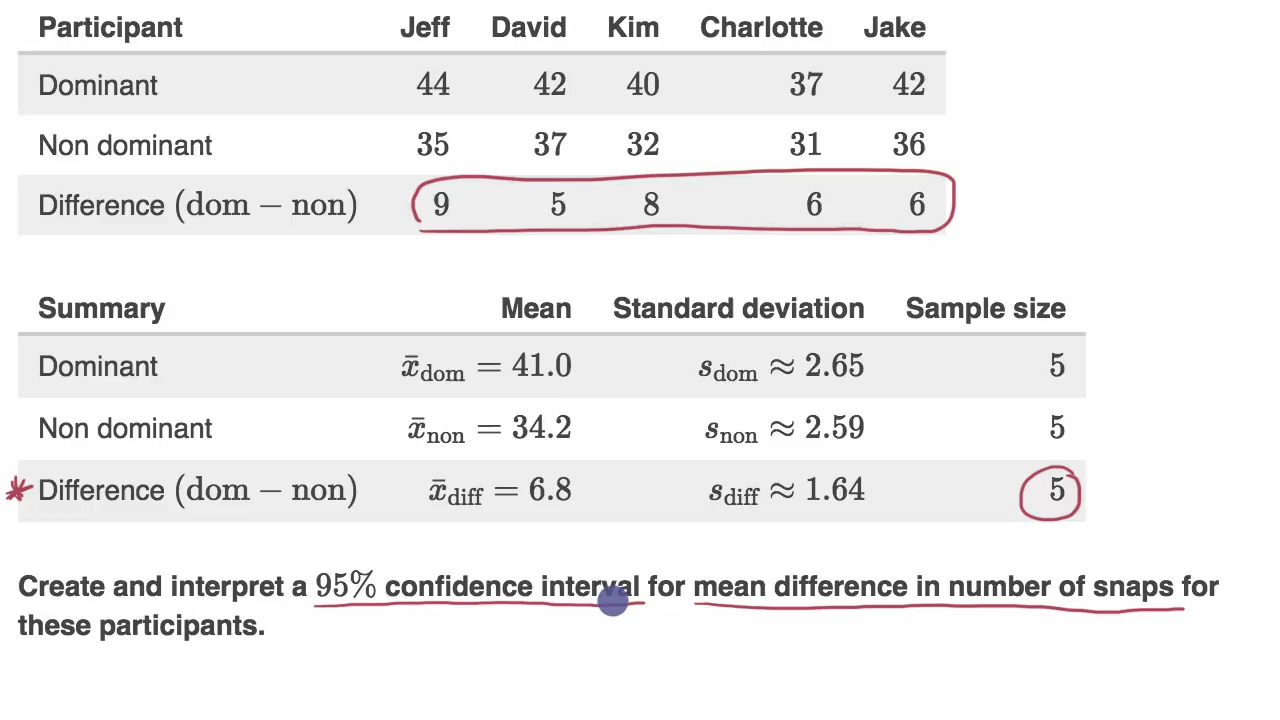 Participant Jeff David Kim Charlotte Jake
Dominant 44 42 40 37 42
Non dominant 35 37 32 31 36
Difference (dom − non) 9 5 8 6 6
Summary Mean Standard deviation Sample size
Dominant x̄dom = 41.0 sdom ≈ 2.65 5
Non dominant x̄non = 34.2 snon ≈ 2.59 5
* Difference (dom − non) x̄diff = 6.8 sdiff ≈ 1.64 5
Create and interpret a 95% confidence interval for mean difference in number of snaps for
these participants.